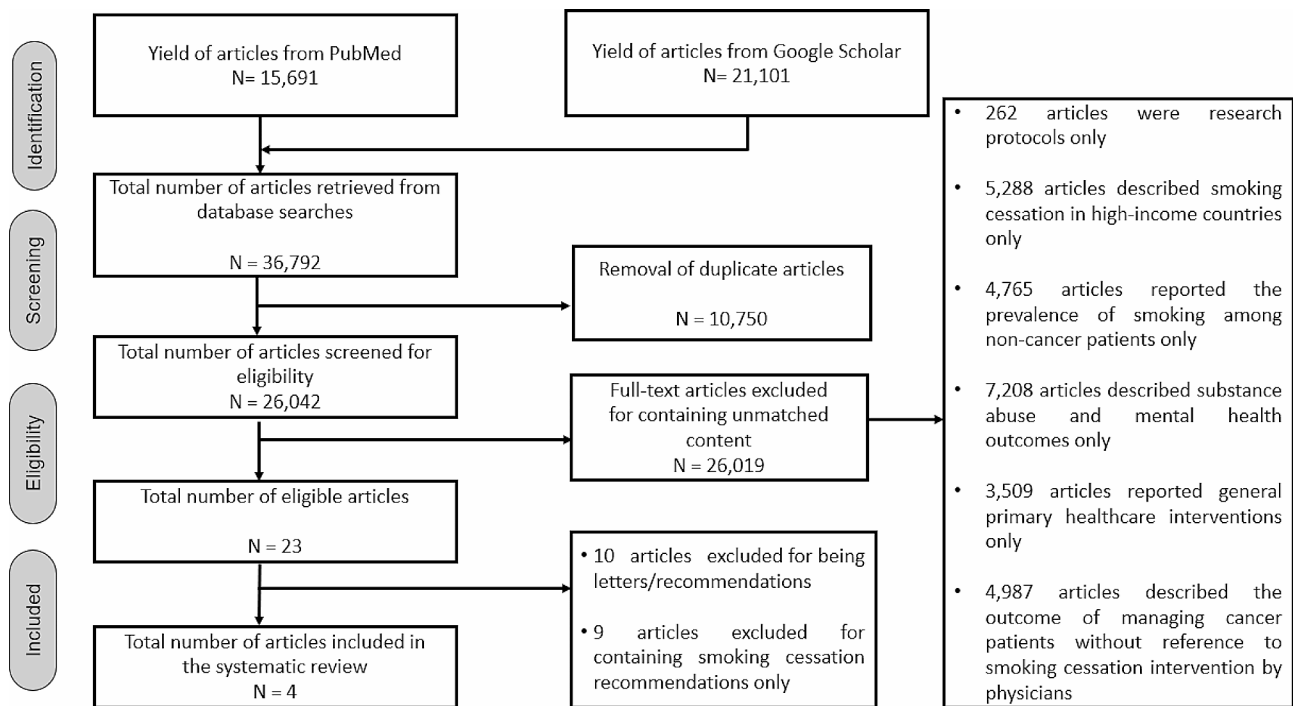 Identification
Yield of articles from PubMed
N= 15,691
Yield of articles from Google Scholar
N= 21,101
Total number of articles retrieved from
database searches
N = 36,792
Screening
Removal of duplicate articles
N = 10,750
Total number of articles screened for
eligibility
N = 26,042
Eligibility
Full-text articles excluded
for containing unmatched
content
N = 26,019
Total number of eligible articles
N = 23
Included
• 10 articles excluded for being
letters/recommendations
• 9 articles excluded for
containing smoking cessation
recommendations only
Total number of articles included in
the systematic review
N = 4
• 262 articles were research
protocols only
• 5,288 articles described smoking
cessation in high-income countries
only
• 4,765 articles reported the
prevalence of smoking among
non-cancer patients only
• 7,208 articles described substance
abuse and mental health
outcomes only
• 3,509 articles reported general
primary healthcare interventions
only
• 4,987 articles described the
outcome of managing cancer
patients without reference to
smoking cessation intervention by
physicians